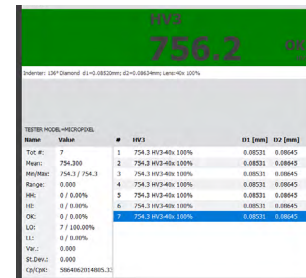 HV3
756.2
OK
Indenter: 136° Diamond d1=0.08520mm; d2=0.08634mm; Lens:40x 100%
TESTER MODEL=MICROPIXEL
Name Value # HV3 D1 [mm] D2 [mm]
Tot #: 7 1 754.3 HV3-40x 100% 0.08531 0.08645
Mean: 754.300 2 754.3 HV3-40x 100% 0.08531 0.08645
Min/Max: 754.3 / 754.3 3 754.3 HV3-40x 100% 0.08531 0.08645
Range: 0.000 4 754.3 HV3-40x 100% 0.08531 0.08645
HH: 0 / 0.00% 5 754.3 HV3-40x 100% 0.08531 0.08645
HI: 0 / 0.00% 6 754.3 HV3-40x 100% 0.08531 0.08645
OK: 0 / 0.00% 7 754.3 HV3-40x 100% 0.08531 0.08645
LO: 7 / 100.00%
LL: 0 / 0.00%
Var.: 0.000
St.Dev.: 0.000
Cp/CpK: 5864062014805.33